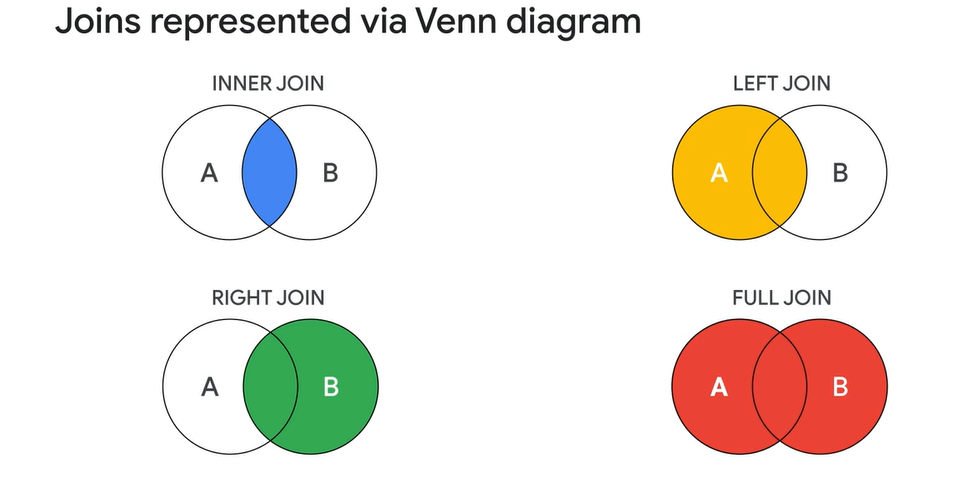 Joins represented via Venn diagram
INNER JOIN
LEFT JOIN
A
B
A
B
RIGHT JOIN
FULL JOIN
A
B
A
B